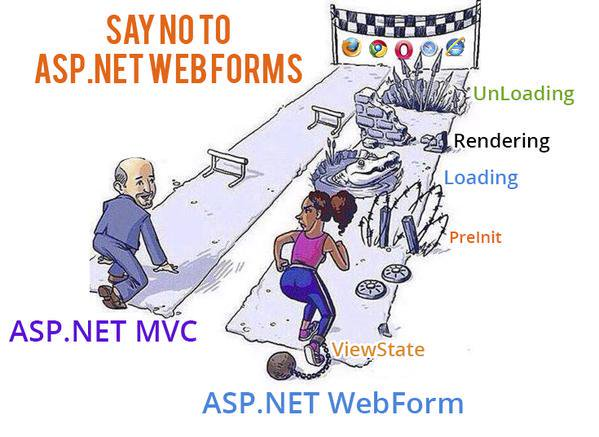 SAY NO TO
ASP.NET WEBFORMS
UnLoading
Rendering
Loading
PreInit
ASP.NET MVC
ViewState
ASP.NET WebForm